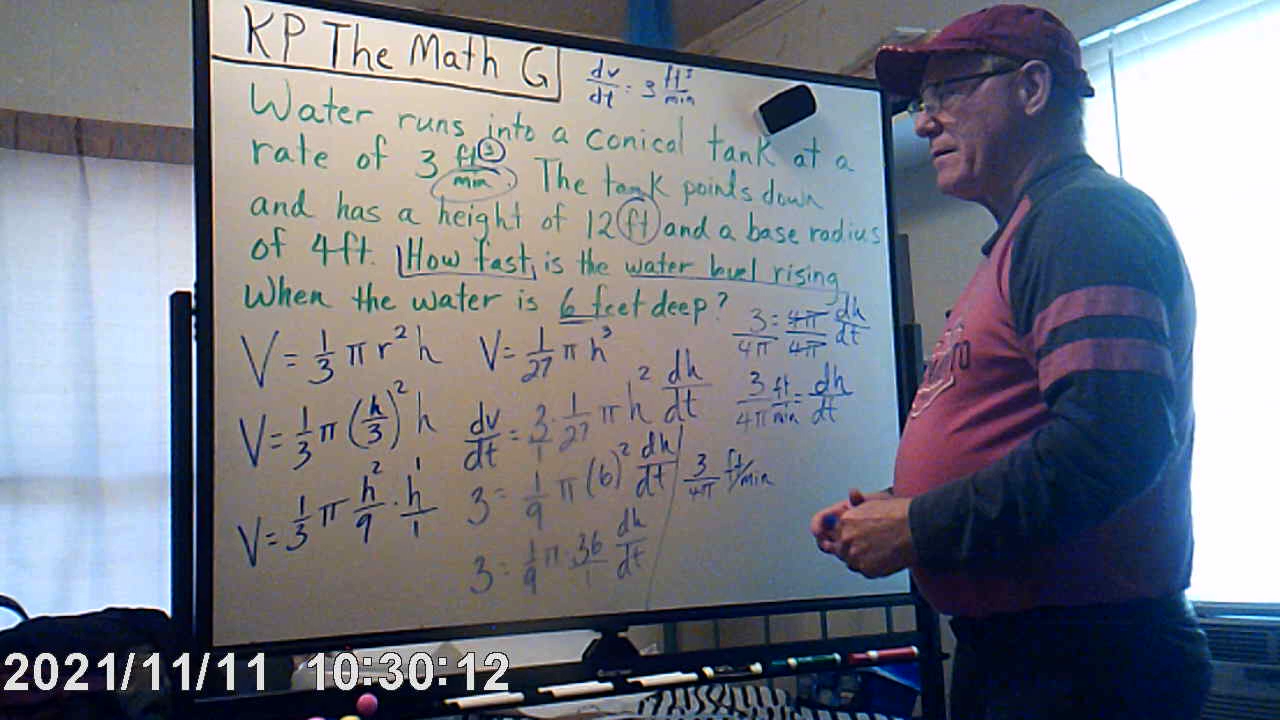 KP The Math G
dv/dt = 3 ft³/min
Water runs into a conical tank at a
rate of 3 ft³/min. The tank points down
and has a height of 12 ft and a base radius
of 4ft. How fast is the water level rising
when the water is 6 feet deep?
V = 1/3 π r² h
V = 1/3 π (h/3)² h
V = 1/3 π h²/9 · h¹/1
V = 1/27 π h³
dv/dt = 3/1 · 1/27 π h² dh/dt
3 = 1/9 π (6)² dh/dt
3 = 1/9 π · 36/1 dh/dt
3/4π = 4π/4π dh/dt
3/4π ft/min = dh/dt
3/4π ft/min
2021/11/11 10:30:12